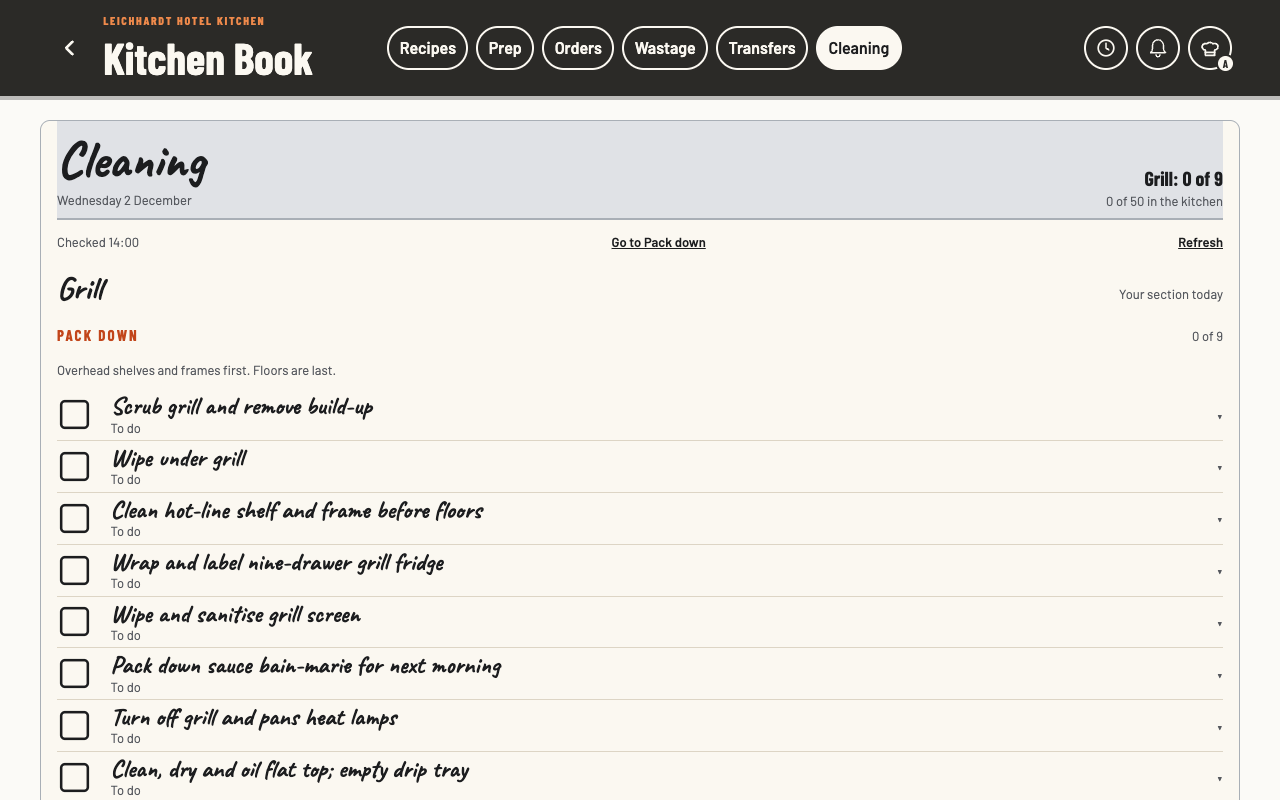 LEICHHARDT HOTEL KITCHEN
Kitchen Book
Recipes
Prep
Orders
Wastage
Transfers
Cleaning
A
Cleaning
Wednesday 2 December
Grill: 0 of 9
0 of 50 in the kitchen
Checked 14:00
Go to Pack down
Refresh
Grill
Your section today
PACK DOWN
0 of 9
Overhead shelves and frames first. Floors are last.
Scrub grill and remove build-up
To do
Wipe under grill
To do
Clean hot-line shelf and frame before floors
To do
Wrap and label nine-drawer grill fridge
To do
Wipe and sanitise grill screen
To do
Pack down sauce bain-marie for next morning
To do
Turn off grill and pans heat lamps
To do
Clean, dry and oil flat top; empty drip tray
To do